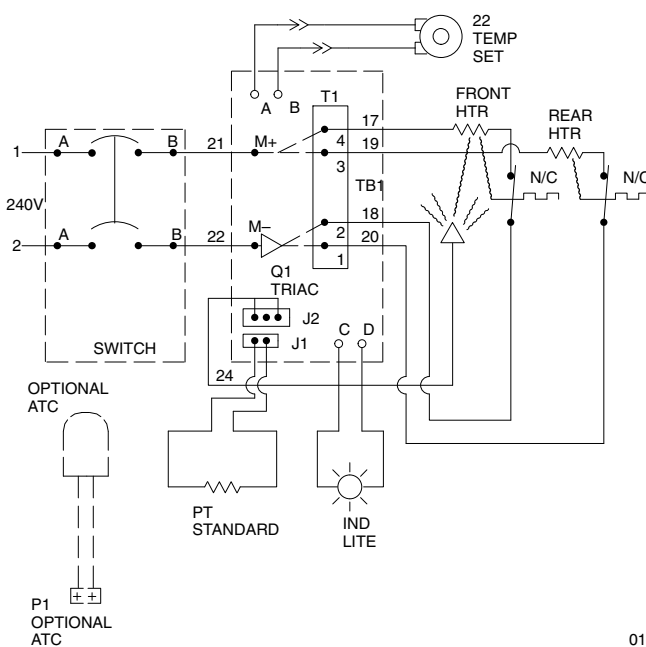 22
TEMP
SET
A B
T1
FRONT
HTR
REAR
HTR
17
A B 21 M+ 4 19
1
3
N/C N/C
240V
TB1
18
A B 22 M– 2 20
2
1
Q1
TRIAC
J2
J1
C D
SWITCH
24
OPTIONAL
ATC
PT
STANDARD
IND
LITE
P1
OPTIONAL
ATC
++
01